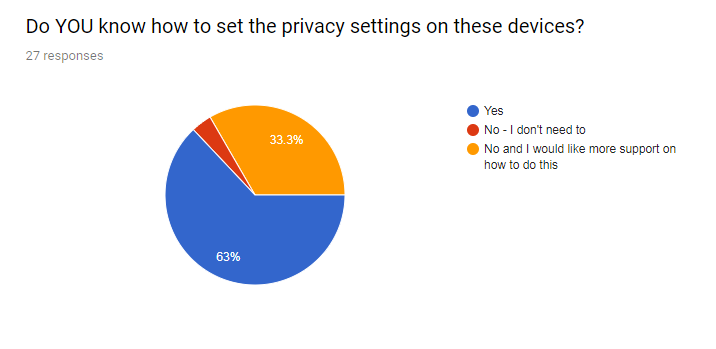 Do YOU know how to set the privacy settings on these devices?
27 responses
33.3%
63%
Yes
No - I don't need to
No and I would like more support on
how to do this